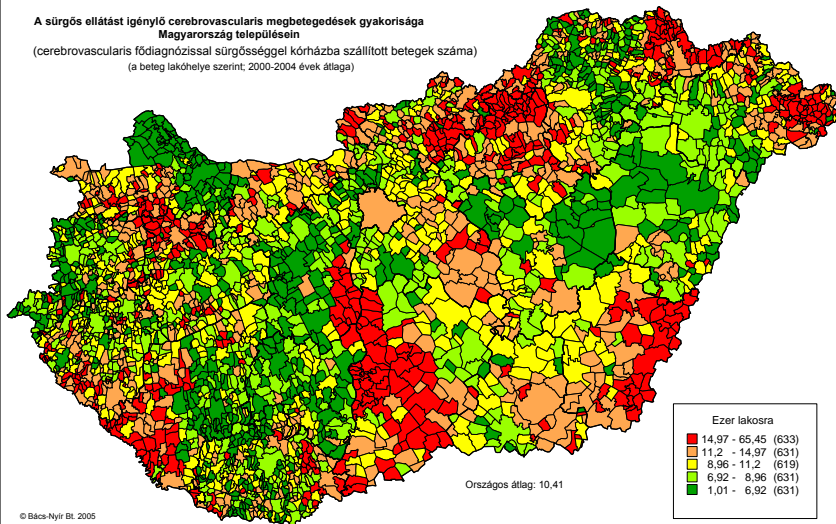 A sürgős ellátást igénylő cerebrovascularis megbetegedések gyakorisága
Magyarország településein
(cerebrovascularis fődiagnózissal sürgősséggel kórházba szállított betegek száma)
(a beteg lakóhelye szerint; 2000-2004 évek átlaga)
Ezer lakosra
14,97 - 65,45 (633)
11,2 - 14,97 (631)
8,96 - 11,2 (619)
6,92 - 8,96 (631)
1,01 - 6,92 (631)
Országos átlag: 10,41
© Bács-Nyír Bt. 2005